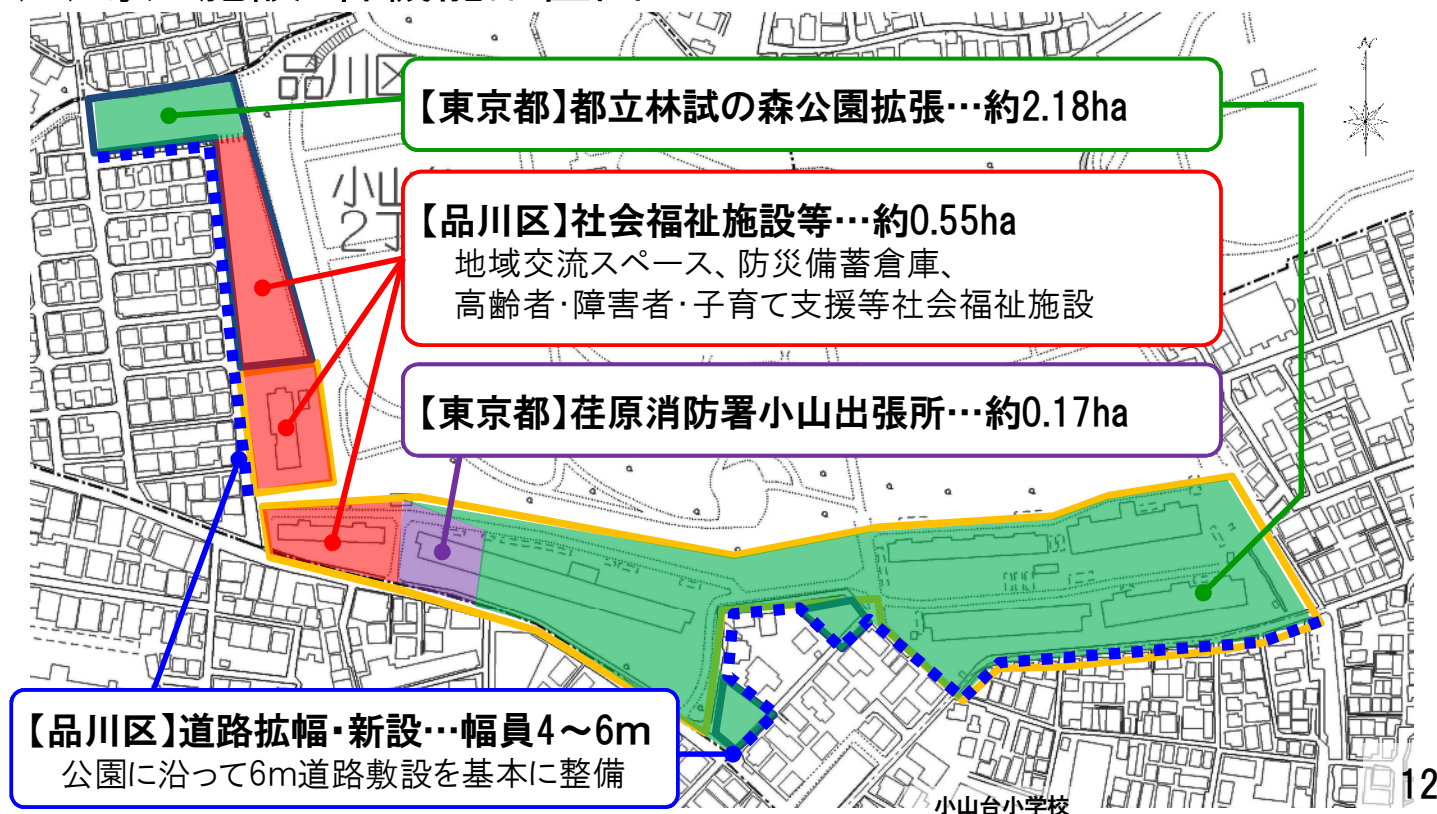 品川区
【東京都】都立林試の森公園拡張…約2.18ha
小山
2
【品川区】社会福祉施設等…約0.55ha
地域交流スペース、防災備蓄倉庫、
高齢者・障害者・子育て支援等社会福祉施設
【東京都】荏原消防署小山出張所…約0.17ha
【品川区】道路拡幅・新設…幅員4～6m
公園に沿って6m道路敷設を基本に整備
小山台小学校
12